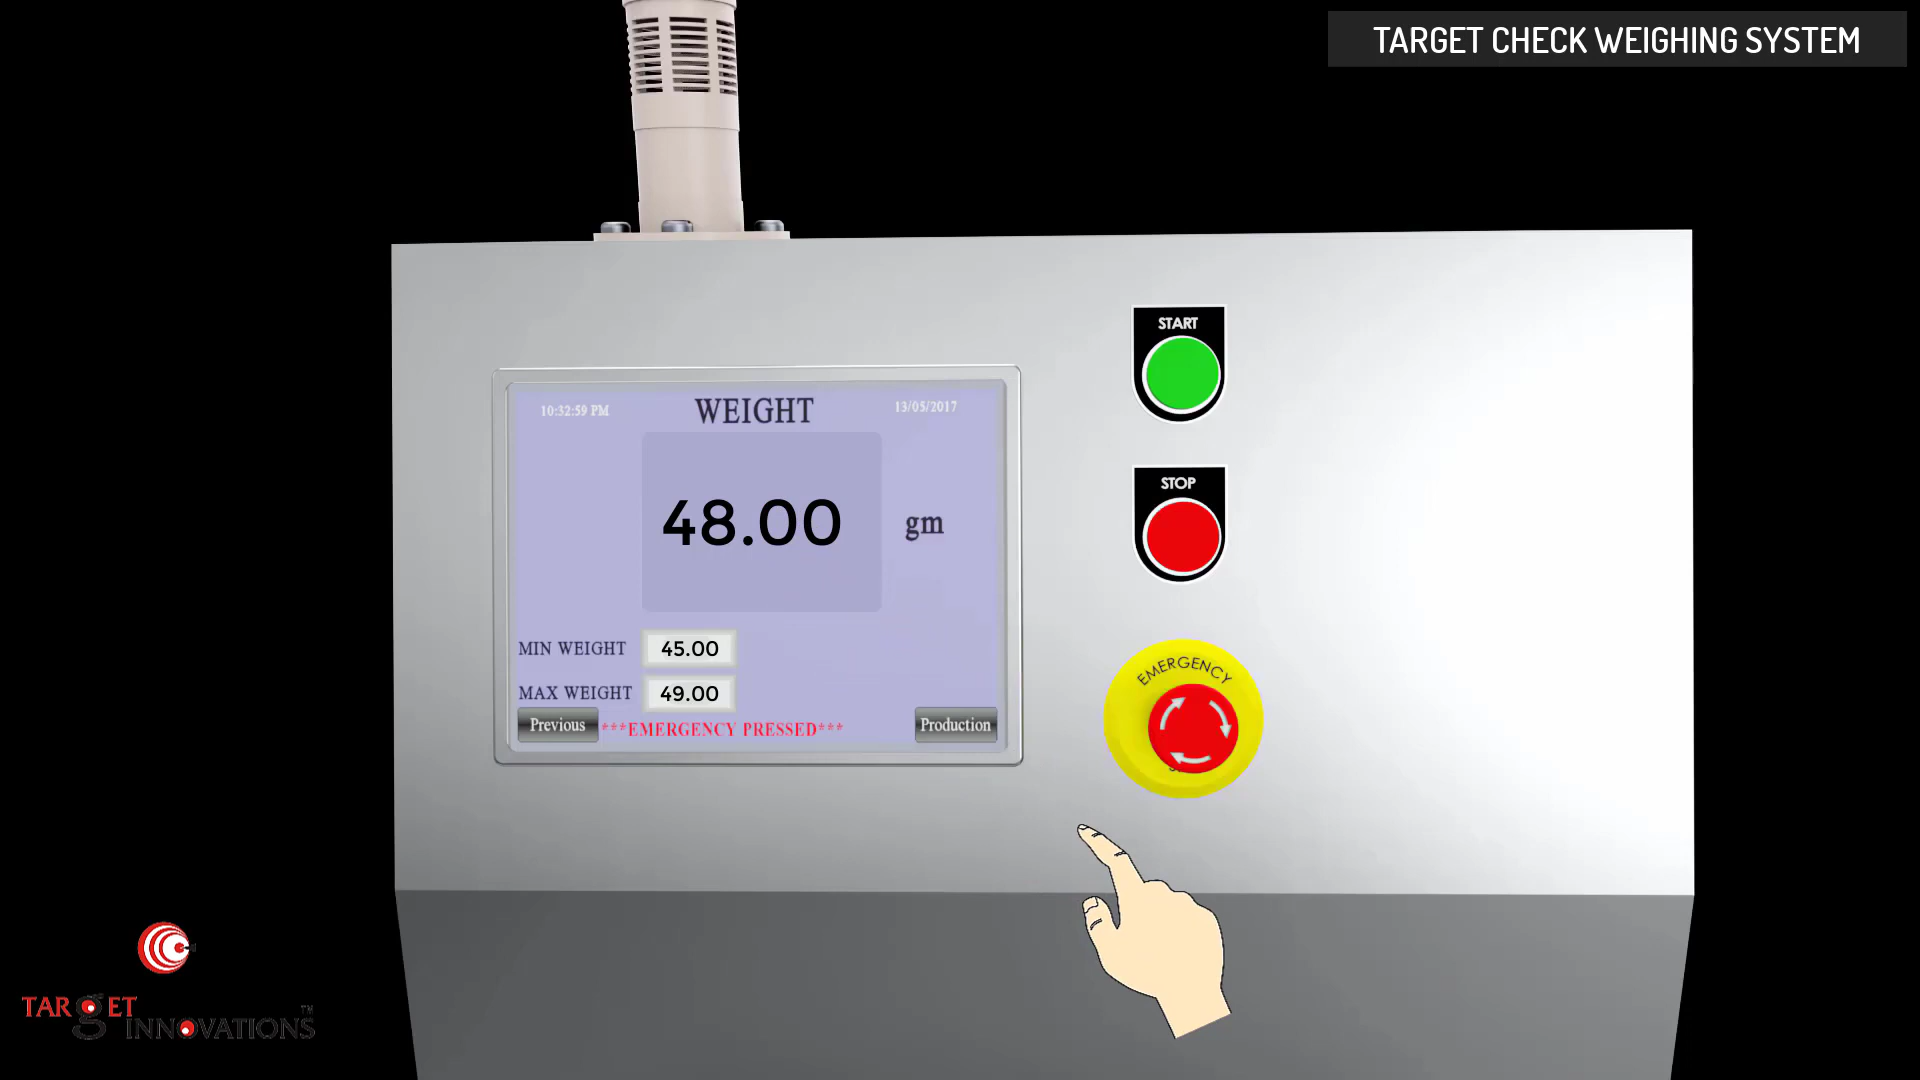 TARGET CHECK WEIGHING SYSTEM
10:32:59 PM
WEIGHT
13/05/2017
48.00
gm
MIN WEIGHT 45.00
MAX WEIGHT 49.00
Previous
***EMERGENCY PRESSED***
Production
START
STOP
EMERGENCY
TARGET
INNOVATIONS™